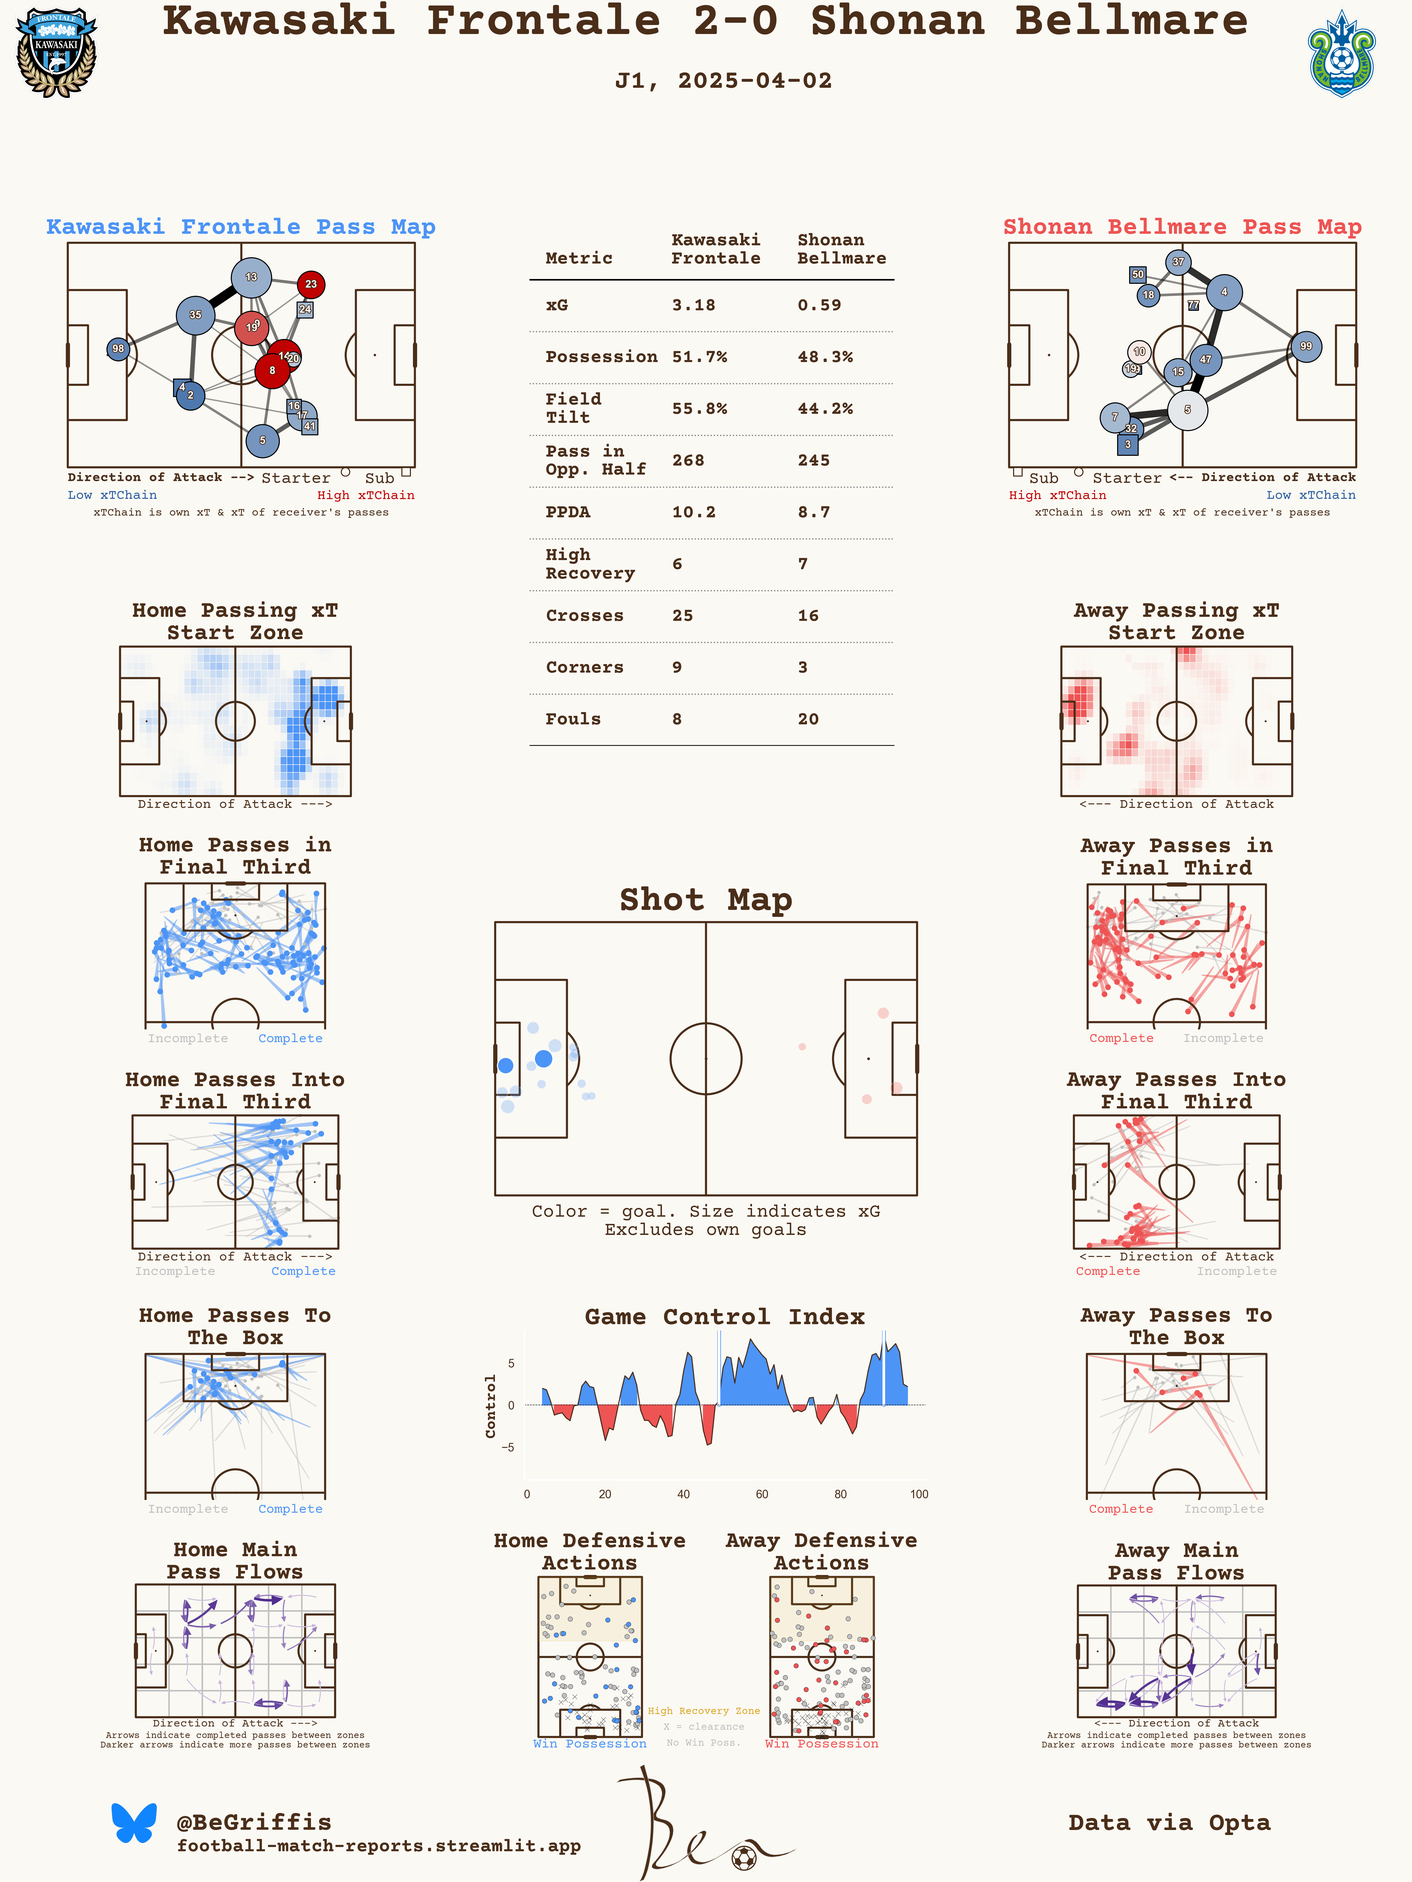 Kawasaki Frontale 2-0 Shonan Bellmare
J1, 2025-04-02
FRONTALE
KAWASAKI
Kawasaki Frontale Pass Map
13
23
24
35
19
98
20
8
4
2
16
17
41
5
Direction of Attack --> Starter Sub
Low xTChain High xTChain
xTChain is own xT & xT of receiver's passes
Metric Kawasaki Frontale Shonan Bellmare
xG 3.18 0.59
Possession 51.7% 48.3%
Field Tilt 55.8% 44.2%
Pass in Opp. Half 268 245
PPDA 10.2 8.7
High Recovery 6 7
Crosses 25 16
Corners 9 3
Fouls 8 20
Shonan Bellmare Pass Map
37
50
18
4
77
10
99
47
19
15
7
5
32
3
Sub Starter <-- Direction of Attack
High xTChain Low xTChain
xTChain is own xT & xT of receiver's passes
Home Passing xT
Start Zone
Direction of Attack --->
Away Passing xT
Start Zone
<--- Direction of Attack
Home Passes in
Final Third
Incomplete Complete
Away Passes in
Final Third
Complete Incomplete
Shot Map
Color = goal. Size indicates xG
Excludes own goals
Home Passes Into
Final Third
Direction of Attack --->
Incomplete Complete
Away Passes Into
Final Third
<--- Direction of Attack
Complete Incomplete
Home Passes To
The Box
Incomplete Complete
Game Control Index
Control
5
0
−5
0 20 40 60 80 100
Away Passes To
The Box
Complete Incomplete
Home Main
Pass Flows
Direction of Attack --->
Arrows indicate completed passes between zones
Darker arrows indicate more passes between zones
Home Defensive
Actions
Win Possession
Away Defensive
Actions
Win Possession
High Recovery Zone
X = clearance
No Win Poss.
Away Main
Pass Flows
<--- Direction of Attack
Arrows indicate completed passes between zones
Darker arrows indicate more passes between zones
@BeGriffis
football-match-reports.streamlit.app
Ben
Data via Opta